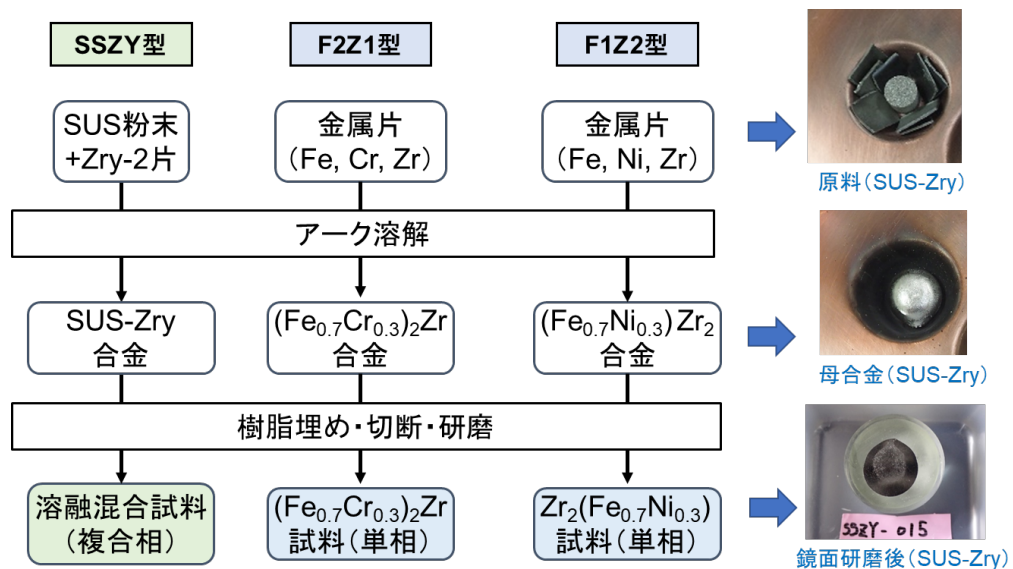 SSZY型
F2Z1型
F1Z2型
SUS粉末
+Zry-2片
金属片
（Fe, Cr, Zr）
金属片
（Fe, Ni, Zr）
原料（SUS-Zry）
アーク溶解
SUS-Zry
合金
(Fe₀.₇Cr₀.₃)₂Zr
合金
(Fe₀.₇Ni₀.₃) Zr₂
合金
母合金（SUS-Zry）
樹脂埋め・切断・研磨
溶融混合試料
（複合相）
(Fe₀.₇Cr₀.₃)₂Zr
試料（単相）
Zr₂(Fe₀.₇Ni₀.₃)
試料（単相）
SSZY-015
鏡面研磨後（SUS-Zry）